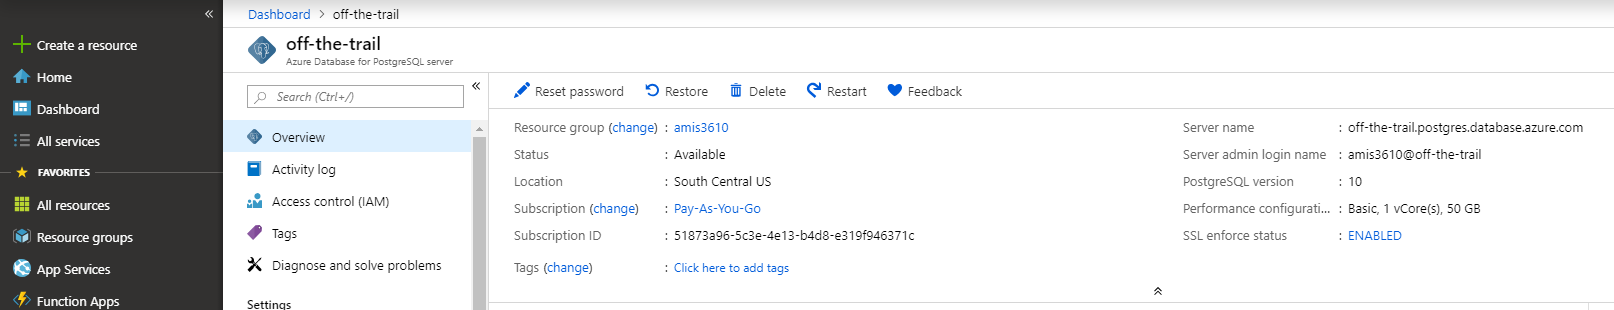 «
Dashboard > off-the-trail
Create a resource
Home
Dashboard
All services
FAVORITES
All resources
Resource groups
App Services
Function Apps
off-the-trail
Azure Database for PostgreSQL server
Search (Ctrl+/)
«
Overview
Activity log
Access control (IAM)
Tags
Diagnose and solve problems
Settings
Reset password Restore Delete Restart Feedback
Resource group (change) : amis3610
Status : Available
Location : South Central US
Subscription (change) : Pay-As-You-Go
Subscription ID : 51873a96-5c3e-4e13-b4d8-e319f946371c
Tags (change) : Click here to add tags
Server name : off-the-trail.postgres.database.azure.com
Server admin login name : amis3610@off-the-trail
PostgreSQL version : 10
Performance configurati... : Basic, 1 vCore(s), 50 GB
SSL enforce status : ENABLED